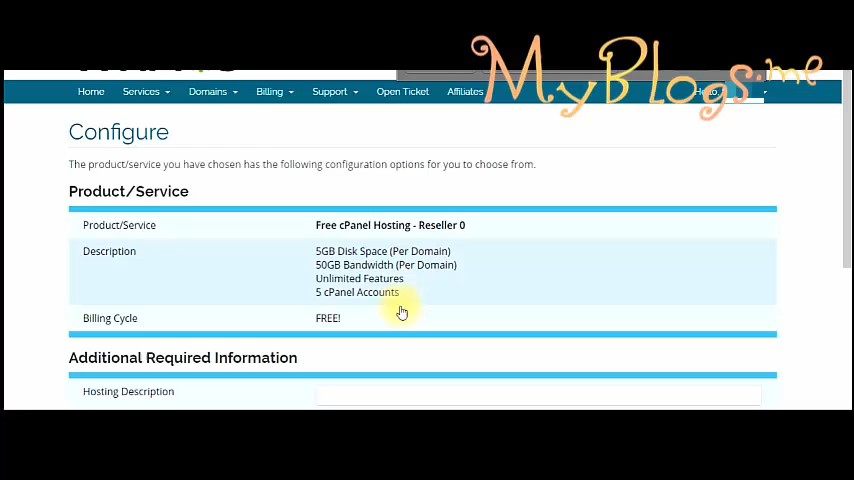 MyBlogs.me
Home Services Domains Billing Support Open Ticket Affiliates Hello,
Configure
The product/service you have chosen has the following configuration options for you to choose from.
Product/Service
Product/Service Free cPanel Hosting - Reseller 0
Description 5GB Disk Space (Per Domain)
50GB Bandwidth (Per Domain)
Unlimited Features
5 cPanel Accounts
Billing Cycle FREE!
Additional Required Information
Hosting Description